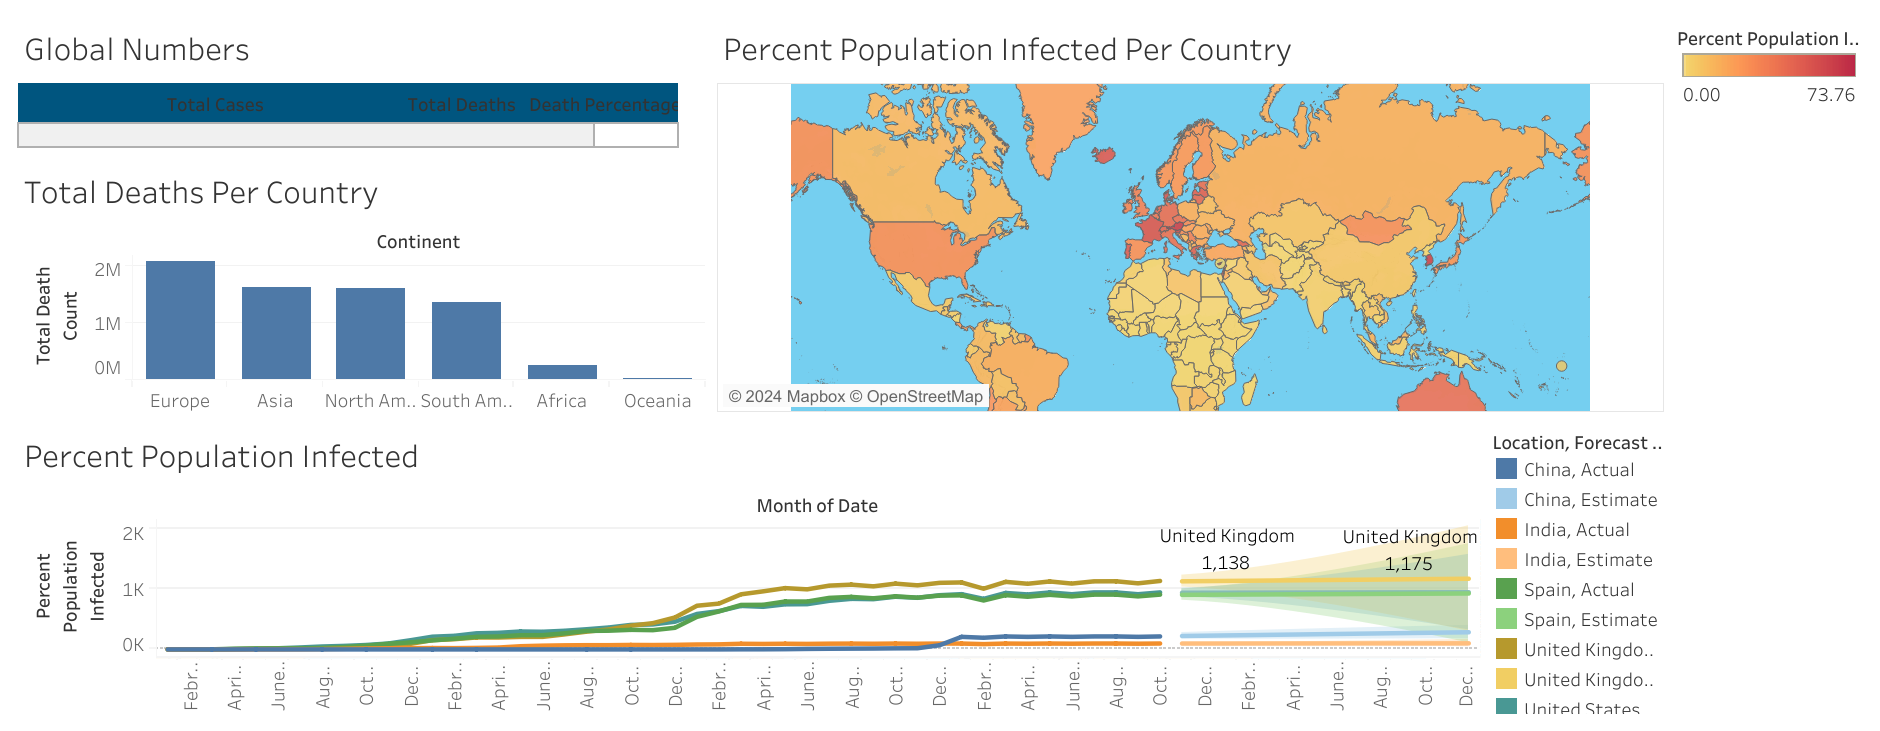 Global Numbers
Total Cases Total Deaths Death Percentage
Total Deaths Per Country
Continent
Total Death
Count
2M
1M
0M
Europe Asia North Am.. South Am.. Africa Oceania
Percent Population Infected Per Country
© 2024 Mapbox © OpenStreetMap
Percent Population I..
0.00 73.76
Percent Population Infected
Month of Date
Percent
Population
Infected
2K
1K
0K
United Kingdom
1,138
United Kingdom
1,175
Febr.. Apri.. June.. Aug.. Oct.. Dec.. Febr.. Apri.. June.. Aug.. Oct.. Dec.. Febr.. Apri.. June.. Aug.. Oct.. Dec.. Febr.. Apri.. June.. Aug.. Oct.. Dec.. Febr.. Apri.. June.. Aug.. Oct.. Dec..
Location, Forecast ..
China, Actual
China, Estimate
India, Actual
India, Estimate
Spain, Actual
Spain, Estimate
United Kingdo..
United Kingdo..
United States